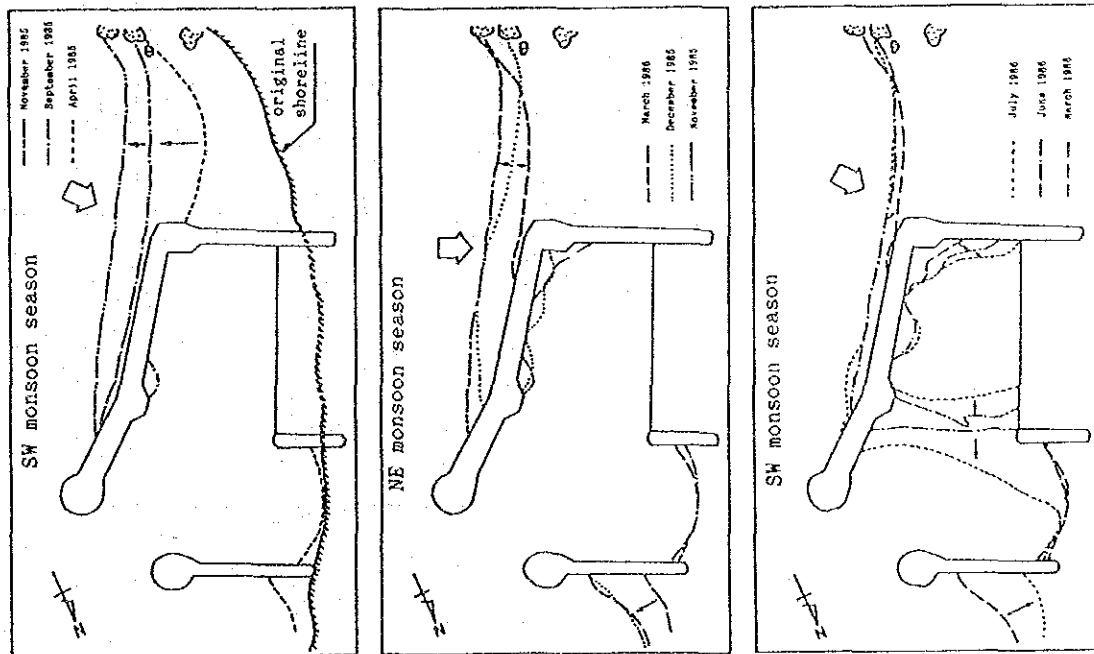 SW monsoon season
November 1985
September 1985
April 1985
original
shoreline
N
NE monsoon season
March 1986
December 1985
November 1985
N
SW monsoon season
July 1986
June 1986
March 1986
N